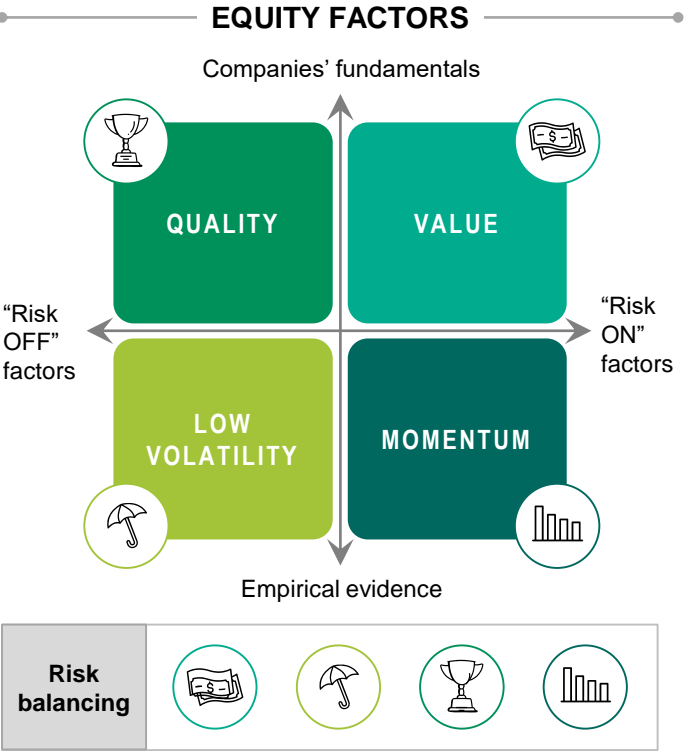 EQUITY FACTORS
Companies’ fundamentals
QUALITY
VALUE
“Risk
OFF”
factors
“Risk
ON”
factors
LOW
VOLATILITY
MOMENTUM
Empirical evidence
Risk
balancing